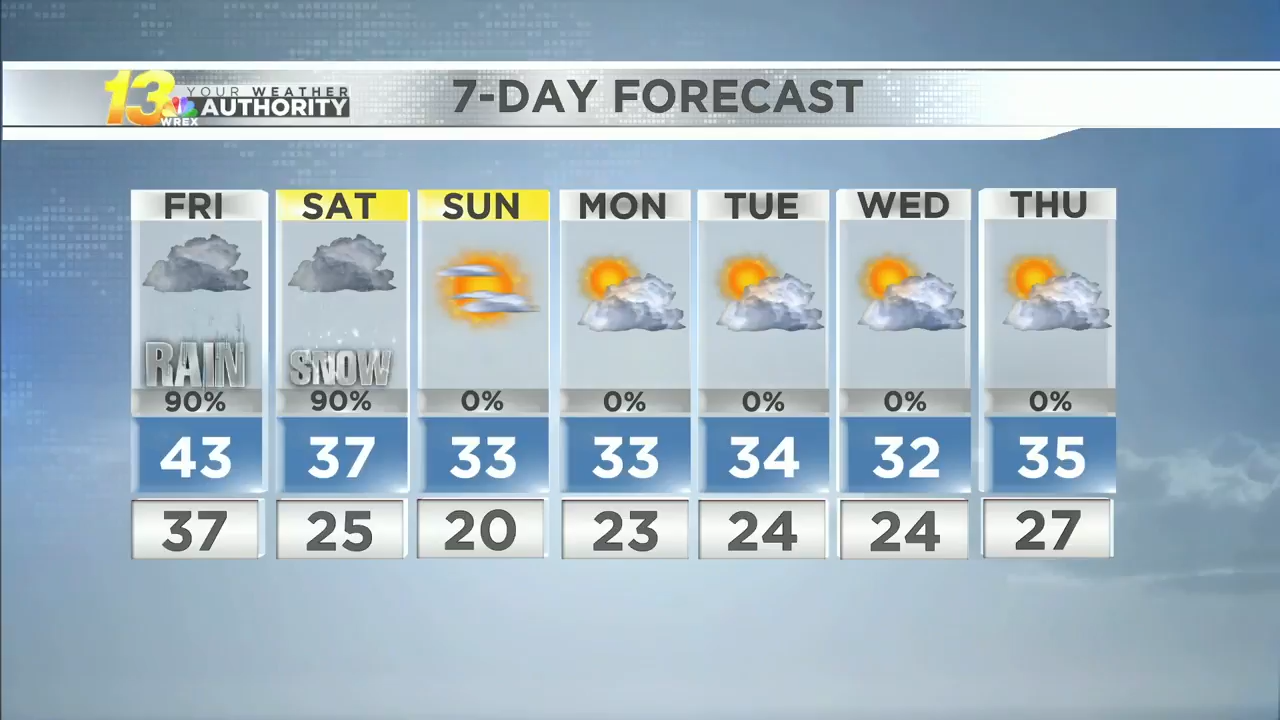 13
WREX
YOUR WEATHER
AUTHORITY
7-DAY FORECAST
FRI SAT SUN MON TUE WED THU
RAIN SNOW
90% 90% 0% 0% 0% 0% 0%
43 37 33 33 34 32 35
37 25 20 23 24 24 27